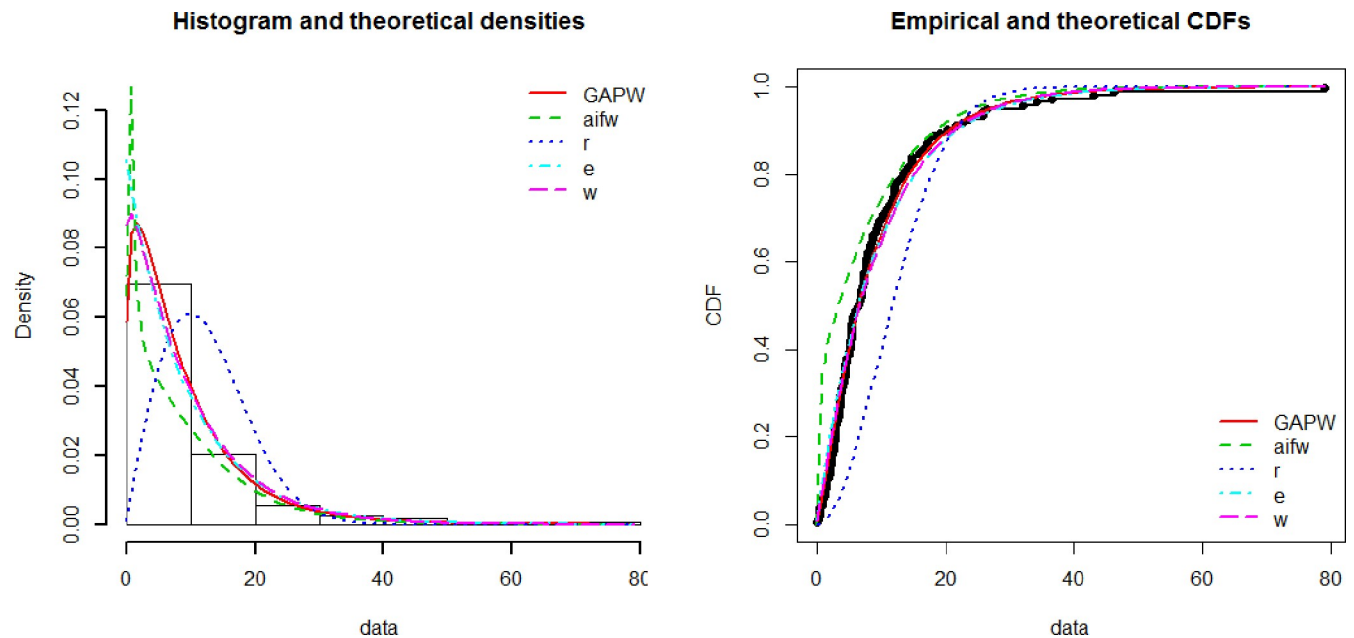 Histogram and theoretical densities
GAPW
aifw
r
e
w
Density
0.00
0.02
0.04
0.06
0.08
0.10
0.12
0
20
40
60
80
data
Empirical and theoretical CDFs
CDF
0.0
0.2
0.4
0.6
0.8
1.0
GAPW
aifw
r
e
w
0
20
40
60
80
data